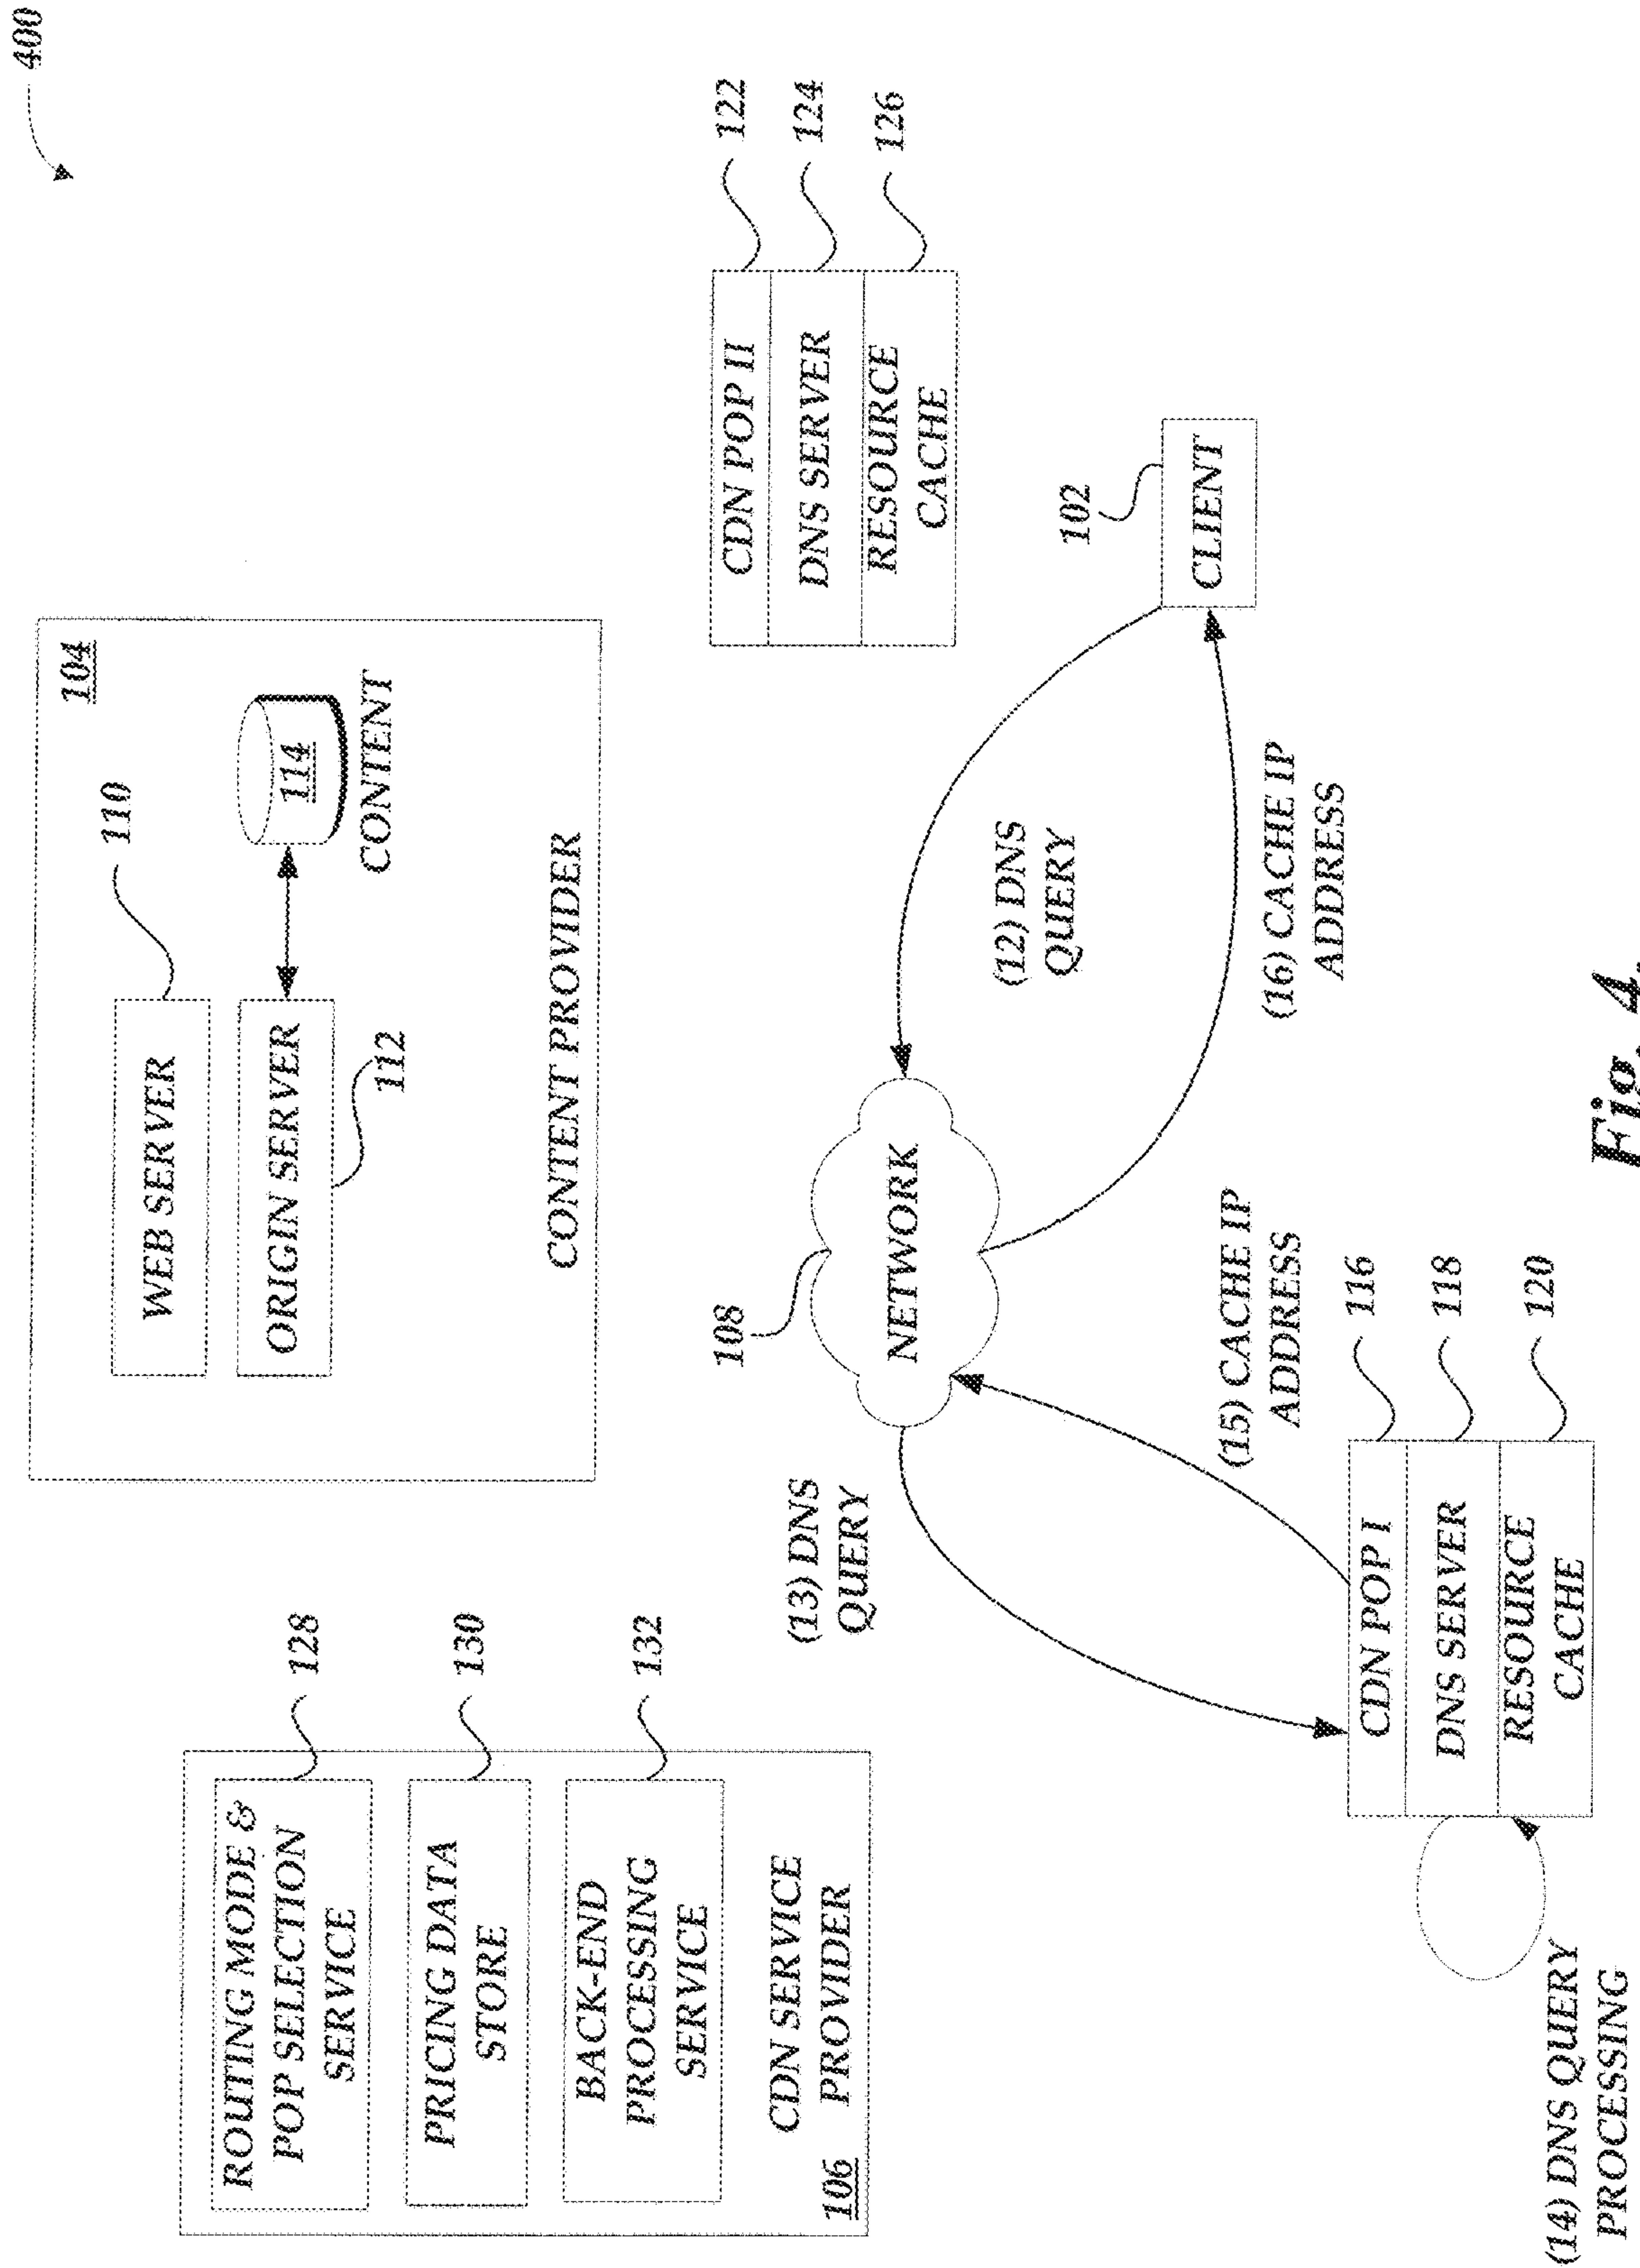 400
ROUTING MODE &
POP SELECTION
SERVICE
128
PRICING DATA
STORE
130
BACK-END
PROCESSING
SERVICE
132
CDN SERVICE
PROVIDER
106
104
WEB SERVER
110
ORIGIN SERVER
112
114
CONTENT
CONTENT PROVIDER
CDN POP II
122
DNS SERVER
124
RESOURCE
CACHE
126
108
NETWORK
102
CLIENT
(12) DNS
QUERY
(13) DNS
QUERY
(15) CACHE IP
ADDRESS
(16) CACHE IP
ADDRESS
CDN POP I
116
DNS SERVER
118
RESOURCE
CACHE
120
(14) DNS QUERY
PROCESSING
Fig. 4.